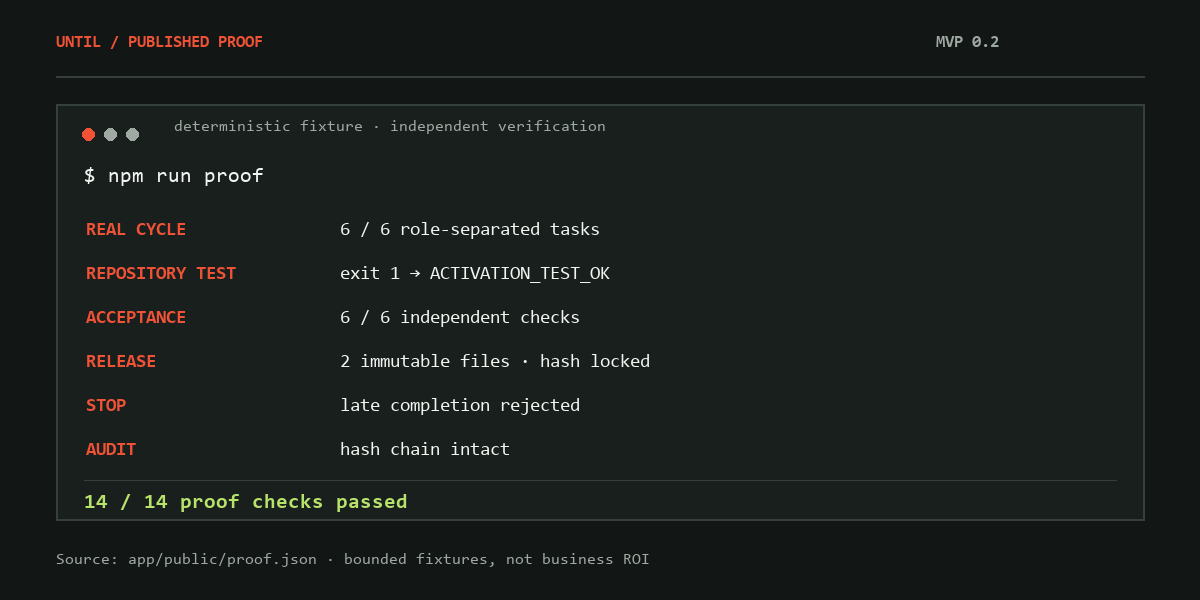 UNTIL / PUBLISHED PROOF
MVP 0.2
deterministic fixture · independent verification
$ npm run proof
REAL CYCLE 6 / 6 role-separated tasks
REPOSITORY TEST exit 1 → ACTIVATION_TEST_OK
ACCEPTANCE 6 / 6 independent checks
RELEASE 2 immutable files · hash locked
STOP late completion rejected
AUDIT hash chain intact
14 / 14 proof checks passed
Source: app/public/proof.json · bounded fixtures, not business ROI